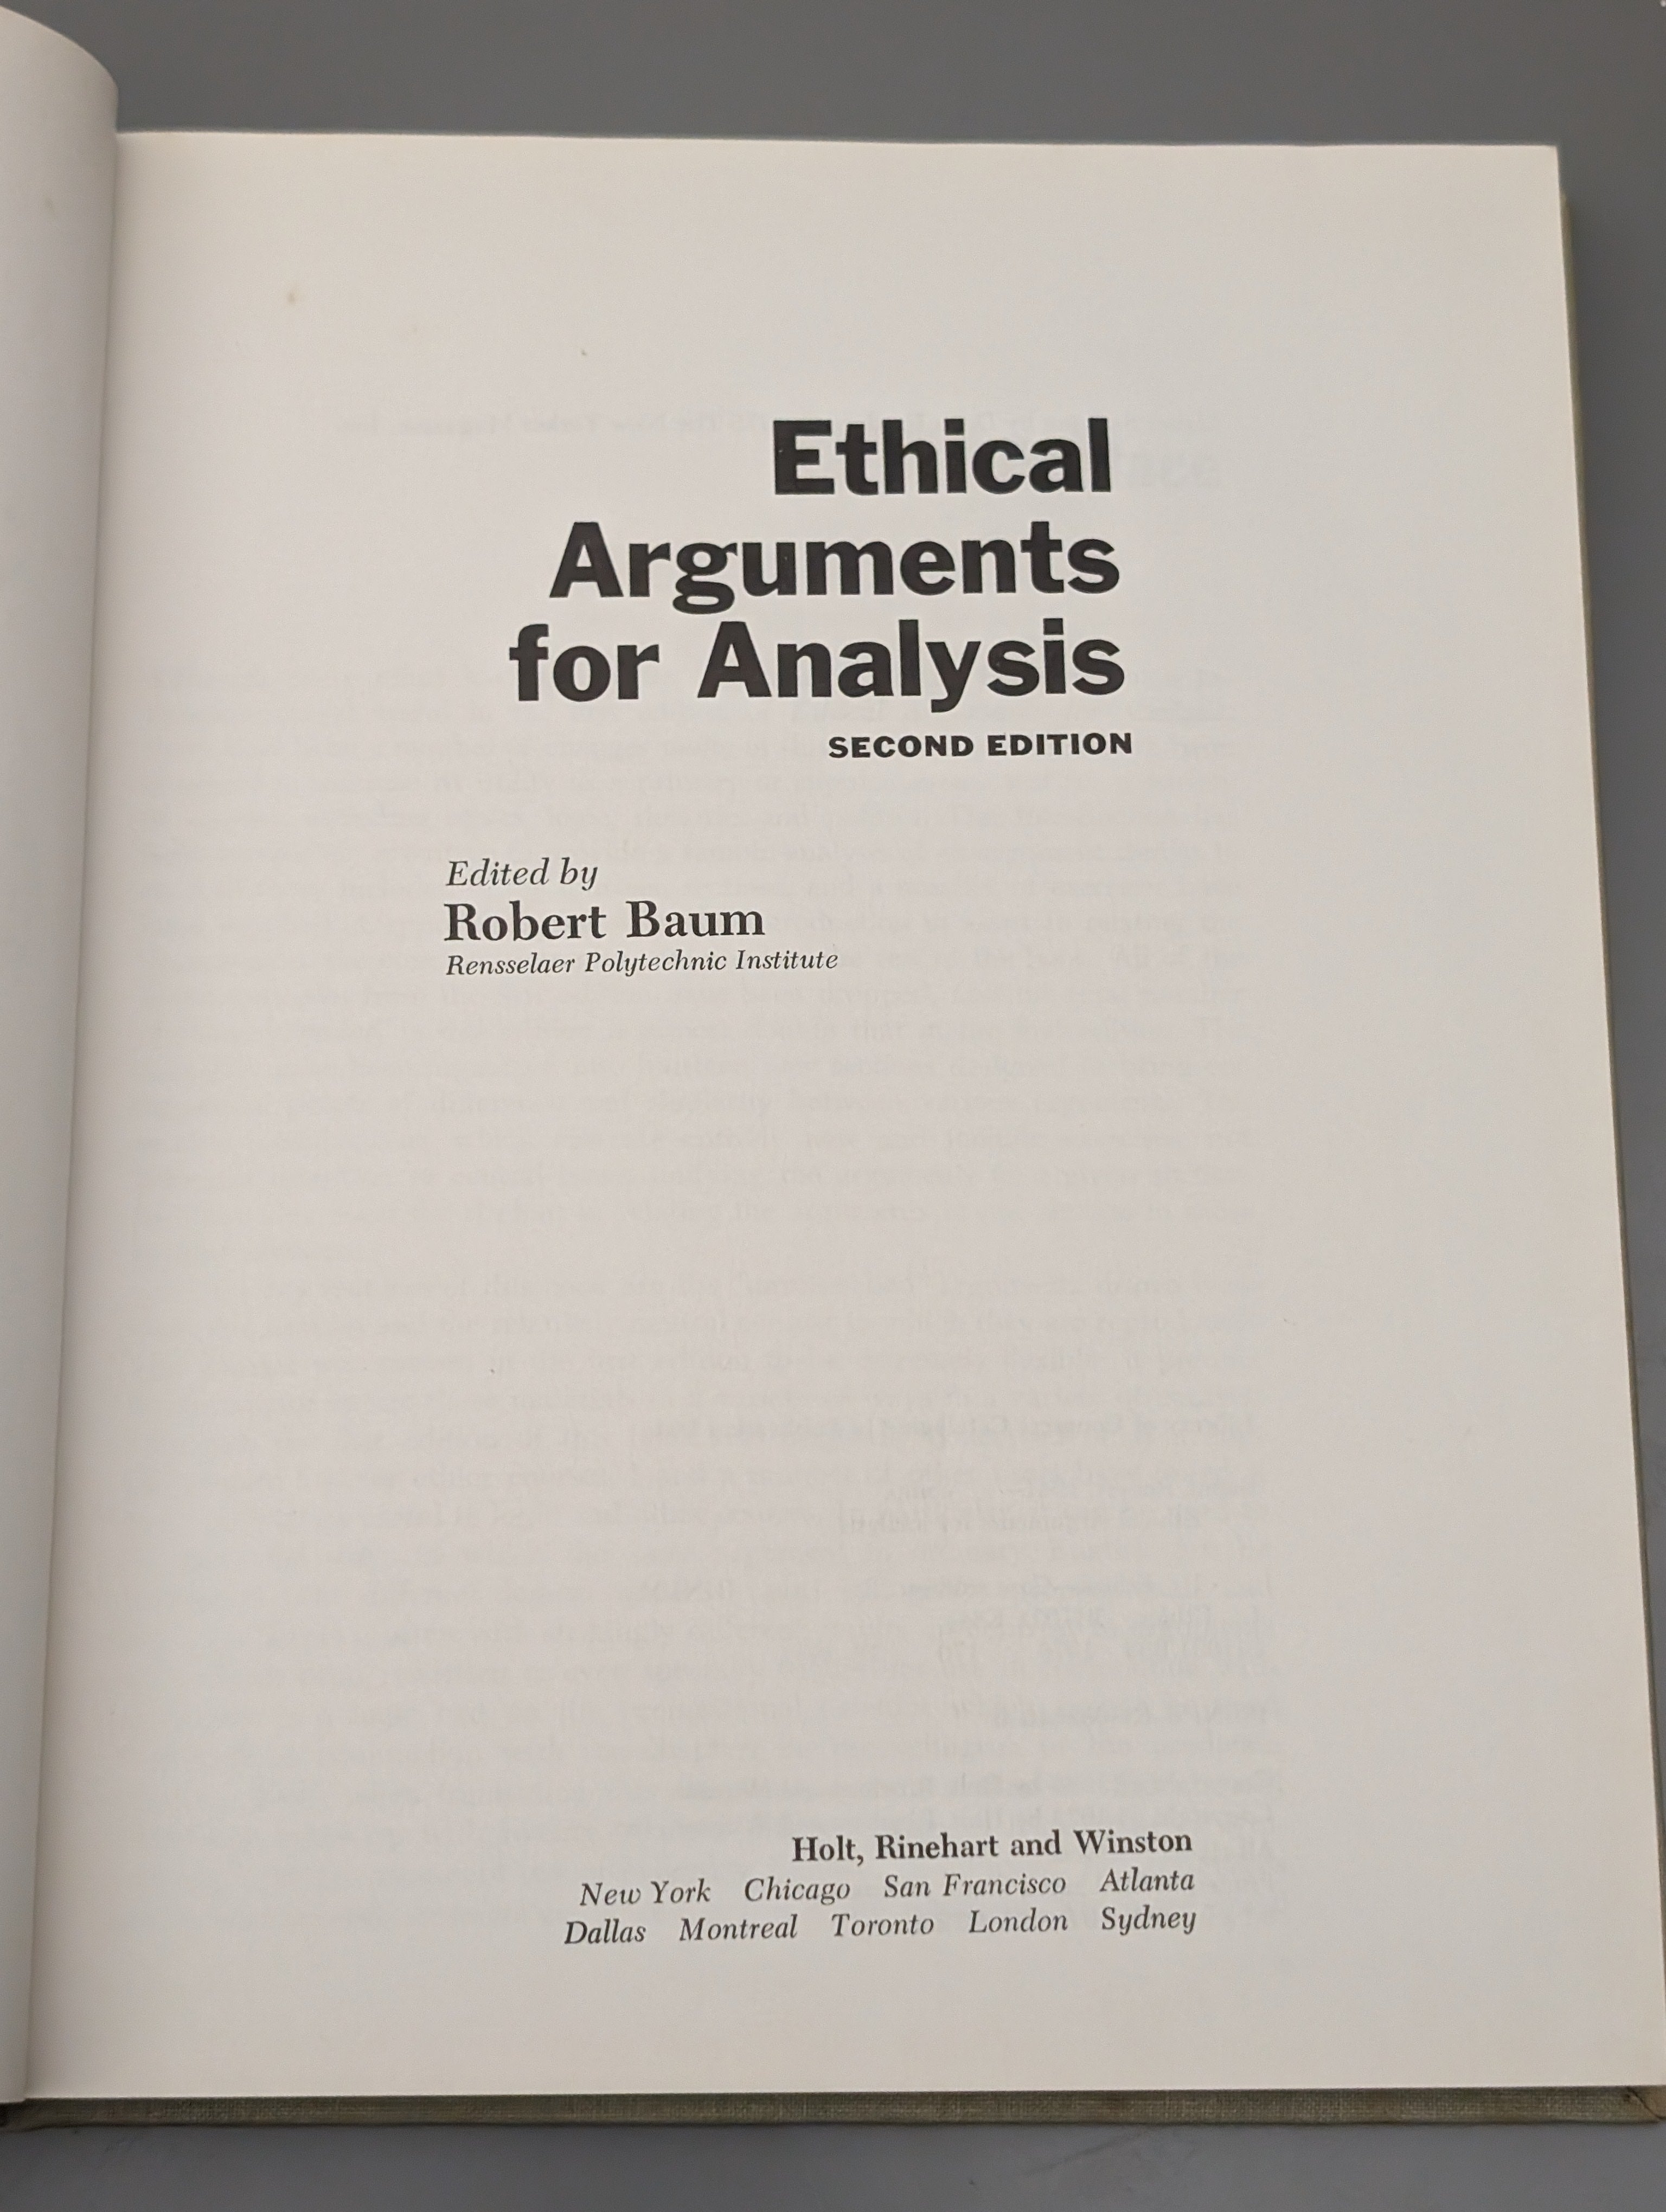 Ethical
Arguments
for Analysis
SECOND EDITION
Edited by
Robert Baum
Rensselaer Polytechnic Institute
Holt, Rinehart and Winston
New York Chicago San Francisco Atlanta
Dallas Montreal Toronto London Sydney